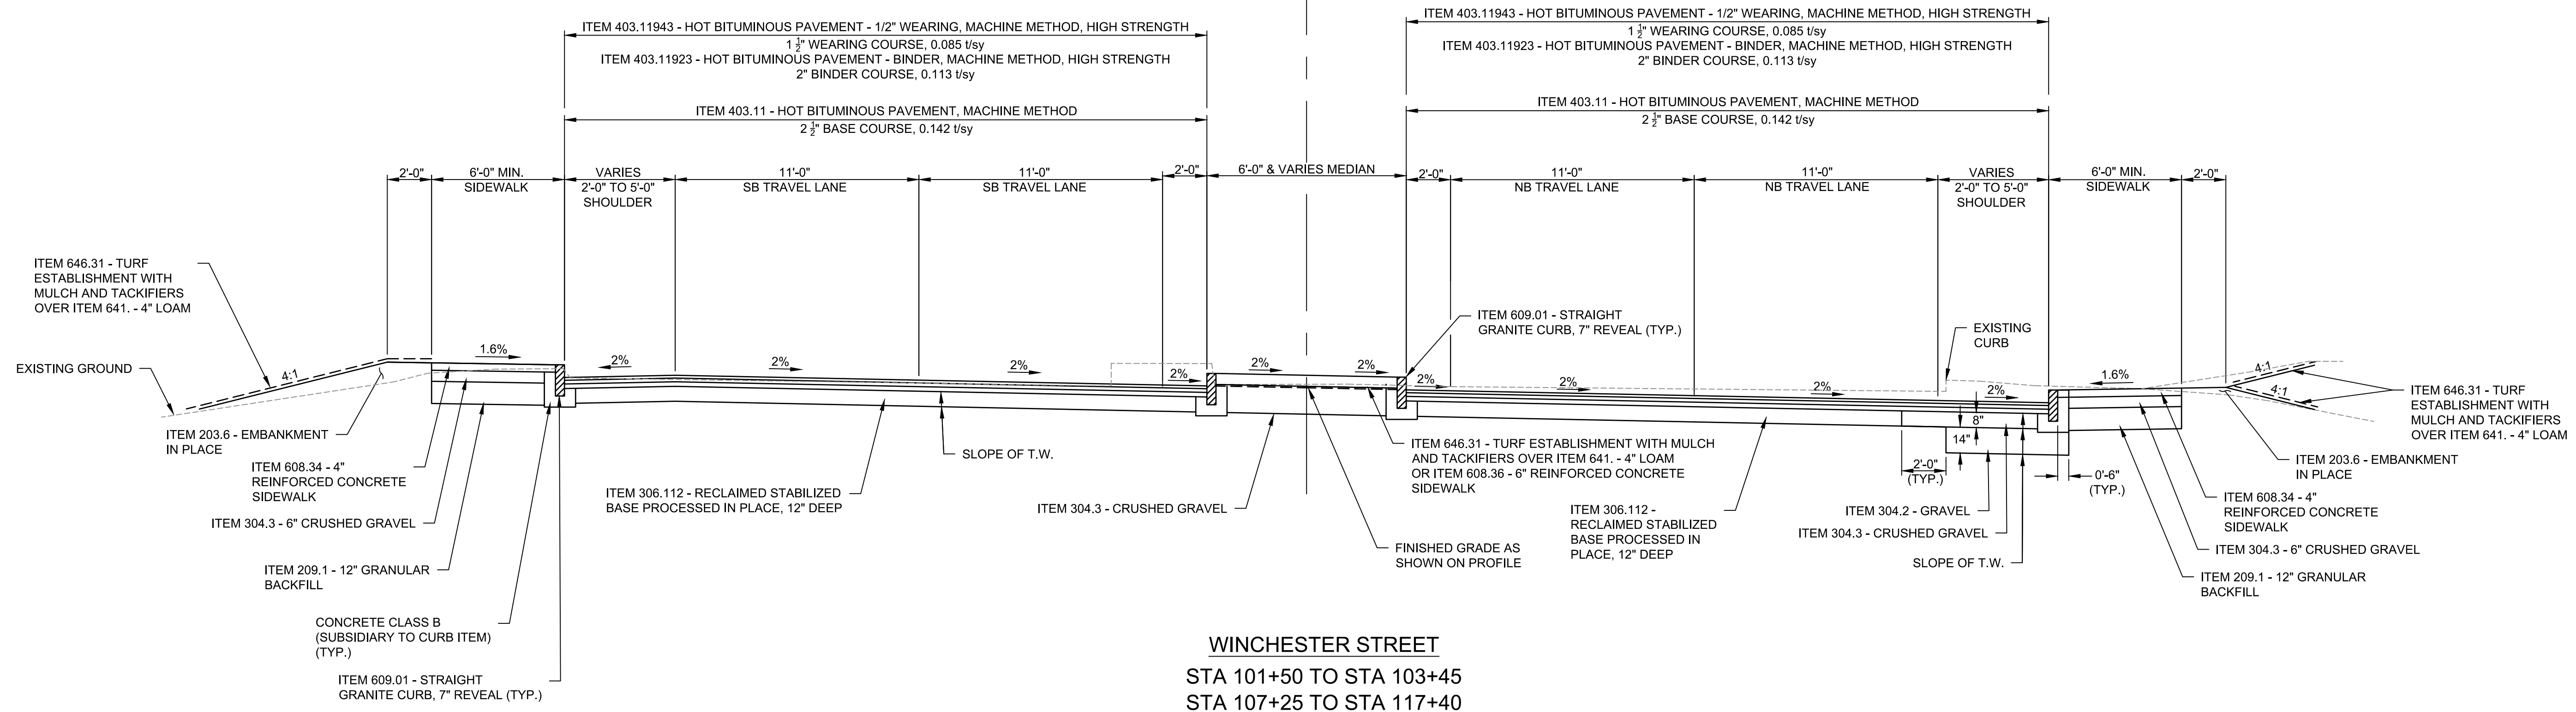 ITEM 403.11943 - HOT BITUMINOUS PAVEMENT - 1/2" WEARING, MACHINE METHOD, HIGH STRENGTH
1 1/2" WEARING COURSE, 0.085 t/sy
ITEM 403.11923 - HOT BITUMINOUS PAVEMENT - BINDER, MACHINE METHOD, HIGH STRENGTH
2" BINDER COURSE, 0.113 t/sy
ITEM 403.11 - HOT BITUMINOUS PAVEMENT, MACHINE METHOD
2 1/2" BASE COURSE, 0.142 t/sy
ITEM 403.11943 - HOT BITUMINOUS PAVEMENT - 1/2" WEARING, MACHINE METHOD, HIGH STRENGTH
1 1/2" WEARING COURSE, 0.085 t/sy
ITEM 403.11923 - HOT BITUMINOUS PAVEMENT - BINDER, MACHINE METHOD, HIGH STRENGTH
2" BINDER COURSE, 0.113 t/sy
ITEM 403.11 - HOT BITUMINOUS PAVEMENT, MACHINE METHOD
2 1/2" BASE COURSE, 0.142 t/sy
2'-0"
6'-0" MIN.
SIDEWALK
VARIES
2'-0" TO 5'-0"
SHOULDER
11'-0"
SB TRAVEL LANE
11'-0"
SB TRAVEL LANE
2'-0"
6'-0" & VARIES MEDIAN
2'-0"
11'-0"
NB TRAVEL LANE
11'-0"
NB TRAVEL LANE
VARIES
2'-0" TO 5'-0"
SHOULDER
6'-0" MIN.
SIDEWALK
2'-0"
ITEM 646.31 - TURF
ESTABLISHMENT WITH
MULCH AND TACKIFIERS
OVER ITEM 641. - 4" LOAM
EXISTING GROUND
4:1
1.6%
2%
2%
2%
2%
2%
2%
2%
2%
2%
2%
1.6%
4:1
4:1
ITEM 609.01 - STRAIGHT
GRANITE CURB, 7" REVEAL (TYP.)
EXISTING
CURB
ITEM 646.31 - TURF
ESTABLISHMENT WITH
MULCH AND TACKIFIERS
OVER ITEM 641. - 4" LOAM
ITEM 203.6 - EMBANKMENT
IN PLACE
ITEM 608.34 - 4"
REINFORCED CONCRETE
SIDEWALK
ITEM 304.3 - 6" CRUSHED GRAVEL
ITEM 209.1 - 12" GRANULAR
BACKFILL
CONCRETE CLASS B
(SUBSIDIARY TO CURB ITEM)
(TYP.)
ITEM 609.01 - STRAIGHT
GRANITE CURB, 7" REVEAL (TYP.)
ITEM 306.112 - RECLAIMED STABILIZED
BASE PROCESSED IN PLACE, 12" DEEP
SLOPE OF T.W.
ITEM 304.3 - CRUSHED GRAVEL
FINISHED GRADE AS
SHOWN ON PROFILE
ITEM 646.31 - TURF ESTABLISHMENT WITH MULCH
AND TACKIFIERS OVER ITEM 641. - 4" LOAM
OR ITEM 608.36 - 6" REINFORCED CONCRETE
SIDEWALK
ITEM 306.112 -
RECLAIMED STABILIZED
BASE PROCESSED IN
PLACE, 12" DEEP
8"
14"
2'-0"
(TYP.)
0'-6"
(TYP.)
ITEM 304.2 - GRAVEL
ITEM 304.3 - CRUSHED GRAVEL
SLOPE OF T.W.
ITEM 203.6 - EMBANKMENT
IN PLACE
ITEM 608.34 - 4"
REINFORCED CONCRETE
SIDEWALK
ITEM 304.3 - 6" CRUSHED GRAVEL
ITEM 209.1 - 12" GRANULAR
BACKFILL
WINCHESTER STREET
STA 101+50 TO STA 103+45
STA 107+25 TO STA 117+40